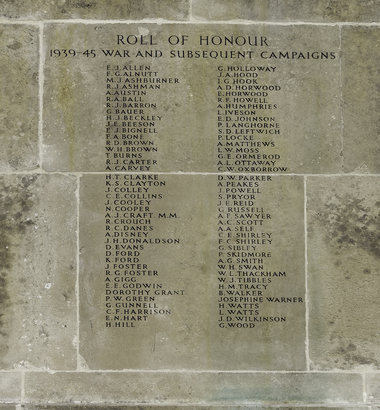 ROLL OF HONOUR
1939-45 WAR AND SUBSEQUENT CAMPAIGNS
E.J. ALLEN
F.G. ALNUTT
M.J. ASHBURNER
R.J. ASHMAN
A. AUSTIN
R.A. BALL
R.J. BARRON
G. BAUER
H.J. BECKLEY
J.E. BEESON
E.J. BIGNELL
F.A. BONE
R.D. BROWN
W.H. BROWN
T. BURNS
R.J. CARTER
A. CARVEY
H.T. CLARKE
K.S. CLAYTON
J. COLLEY
C.E. COLLINS
J. COOLEY
N. COOPER
A.J. CRAFT. M.M.
R. CROUCH
R.C. DANES
A. DISNEY
J.H. DONALDSON
D. EVANS
D. FORD
K. FORD
J. FOSTER
R.G. FOSTER
A. GIGG
E.E. GODWIN
DOROTHY GRANT
P.W. GREEN
G. GUNNELL
C.F. HARRISON
E.N. HART
H. HILL
G. HOLLOWAY
J.A. HOOD
J.G. HOOK
A.D. HORWOOD
E. HORWOOD
R.F. HOWELL
A. HUMPHRIES
L. IVESON
E.D. JOHNSON
P. LANGHORNE
S.D. LEFTWICH
P. LOCKE
A. MATTHEWS
L.W. MOSS
G.E. ORMEROD
A.L. OTTAWAY
C.W. OXBORROW
D.W. PARKER
A. PEAKES
J. POWELL
S. PRYOR
J.E. REID
G. RUSSELL
A.F. SAWYER
A.C. SCOTT
A.A. SELF
C.E. SHIRLEY
F.C. SHIRLEY
G. SIBLEY
P. SKIDMORE
A.G. SMITH
W.H. SWAN
W.L. THACKHAM
W.J. TIBBLES
H.M. TRACY
B. WALKER
JOSEPHINE WARNER
H. WATTS
L. WATTS
J.D. WILKINSON
G. WOOD